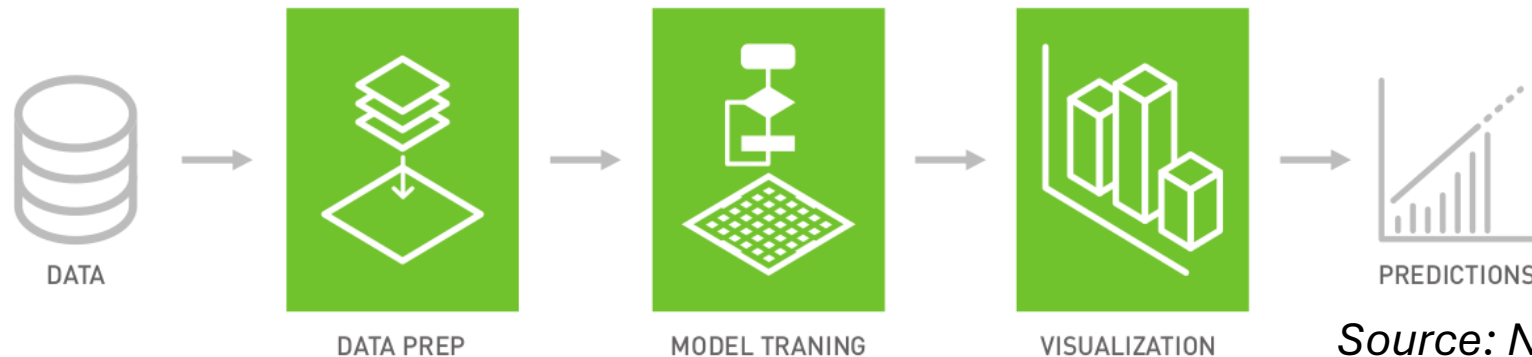 DATA
DATA PREP
MODEL TRANING
VISUALIZATION
PREDICTIONS
Source: N